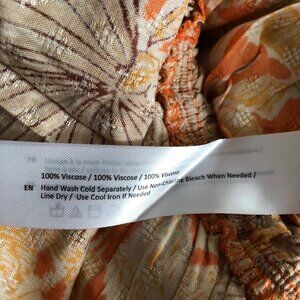 100% Viscose / 100% Viscose / 100% Viscose
EN Hand Wash Cold Separately / Use Non-Chlorine Bleach When Needed /
Line Dry / Use Cool Iron If Needed